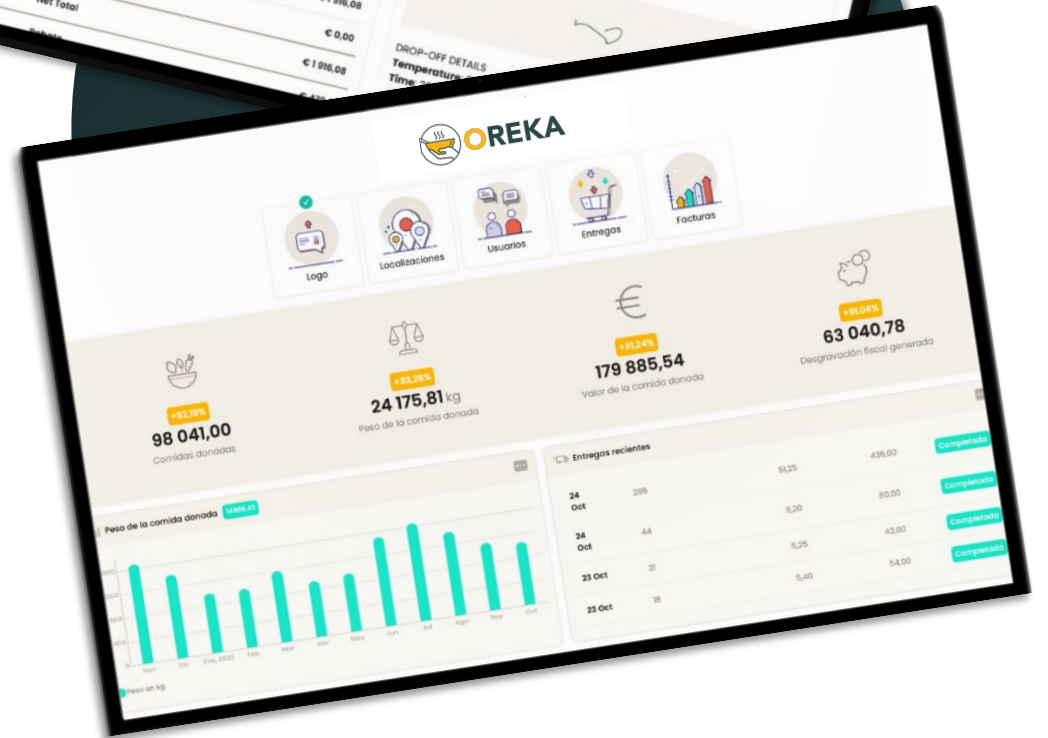 Net Total
€ 0,00
€ 1 916,08
DROP-OFF DETAILS
Temperature
Time:
OREKA
Logo
Localizaciones
Usuarios
Entregas
Facturas
+92,19%
98 041,00
Comidas donadas
+93,26%
24 175,81 kg
Peso de la comida donada
+91,24%
179 885,54
Valor de la comida donada
+91,06%
63 040,78
Desgravación fiscal generada
Peso de la comida donada
Nov Dic Ene, 2022 Feb Mar Abr May Jun Jul Ago Sep Oct
Peso en kg.
Entregas recientes
24 Oct 295 51,25 435,00 Completada
24 Oct 44 9,20 80,00 Completada
23 Oct 21 5,25 42,00 Completada
23 Oct 18 5,40 54,00 Completada